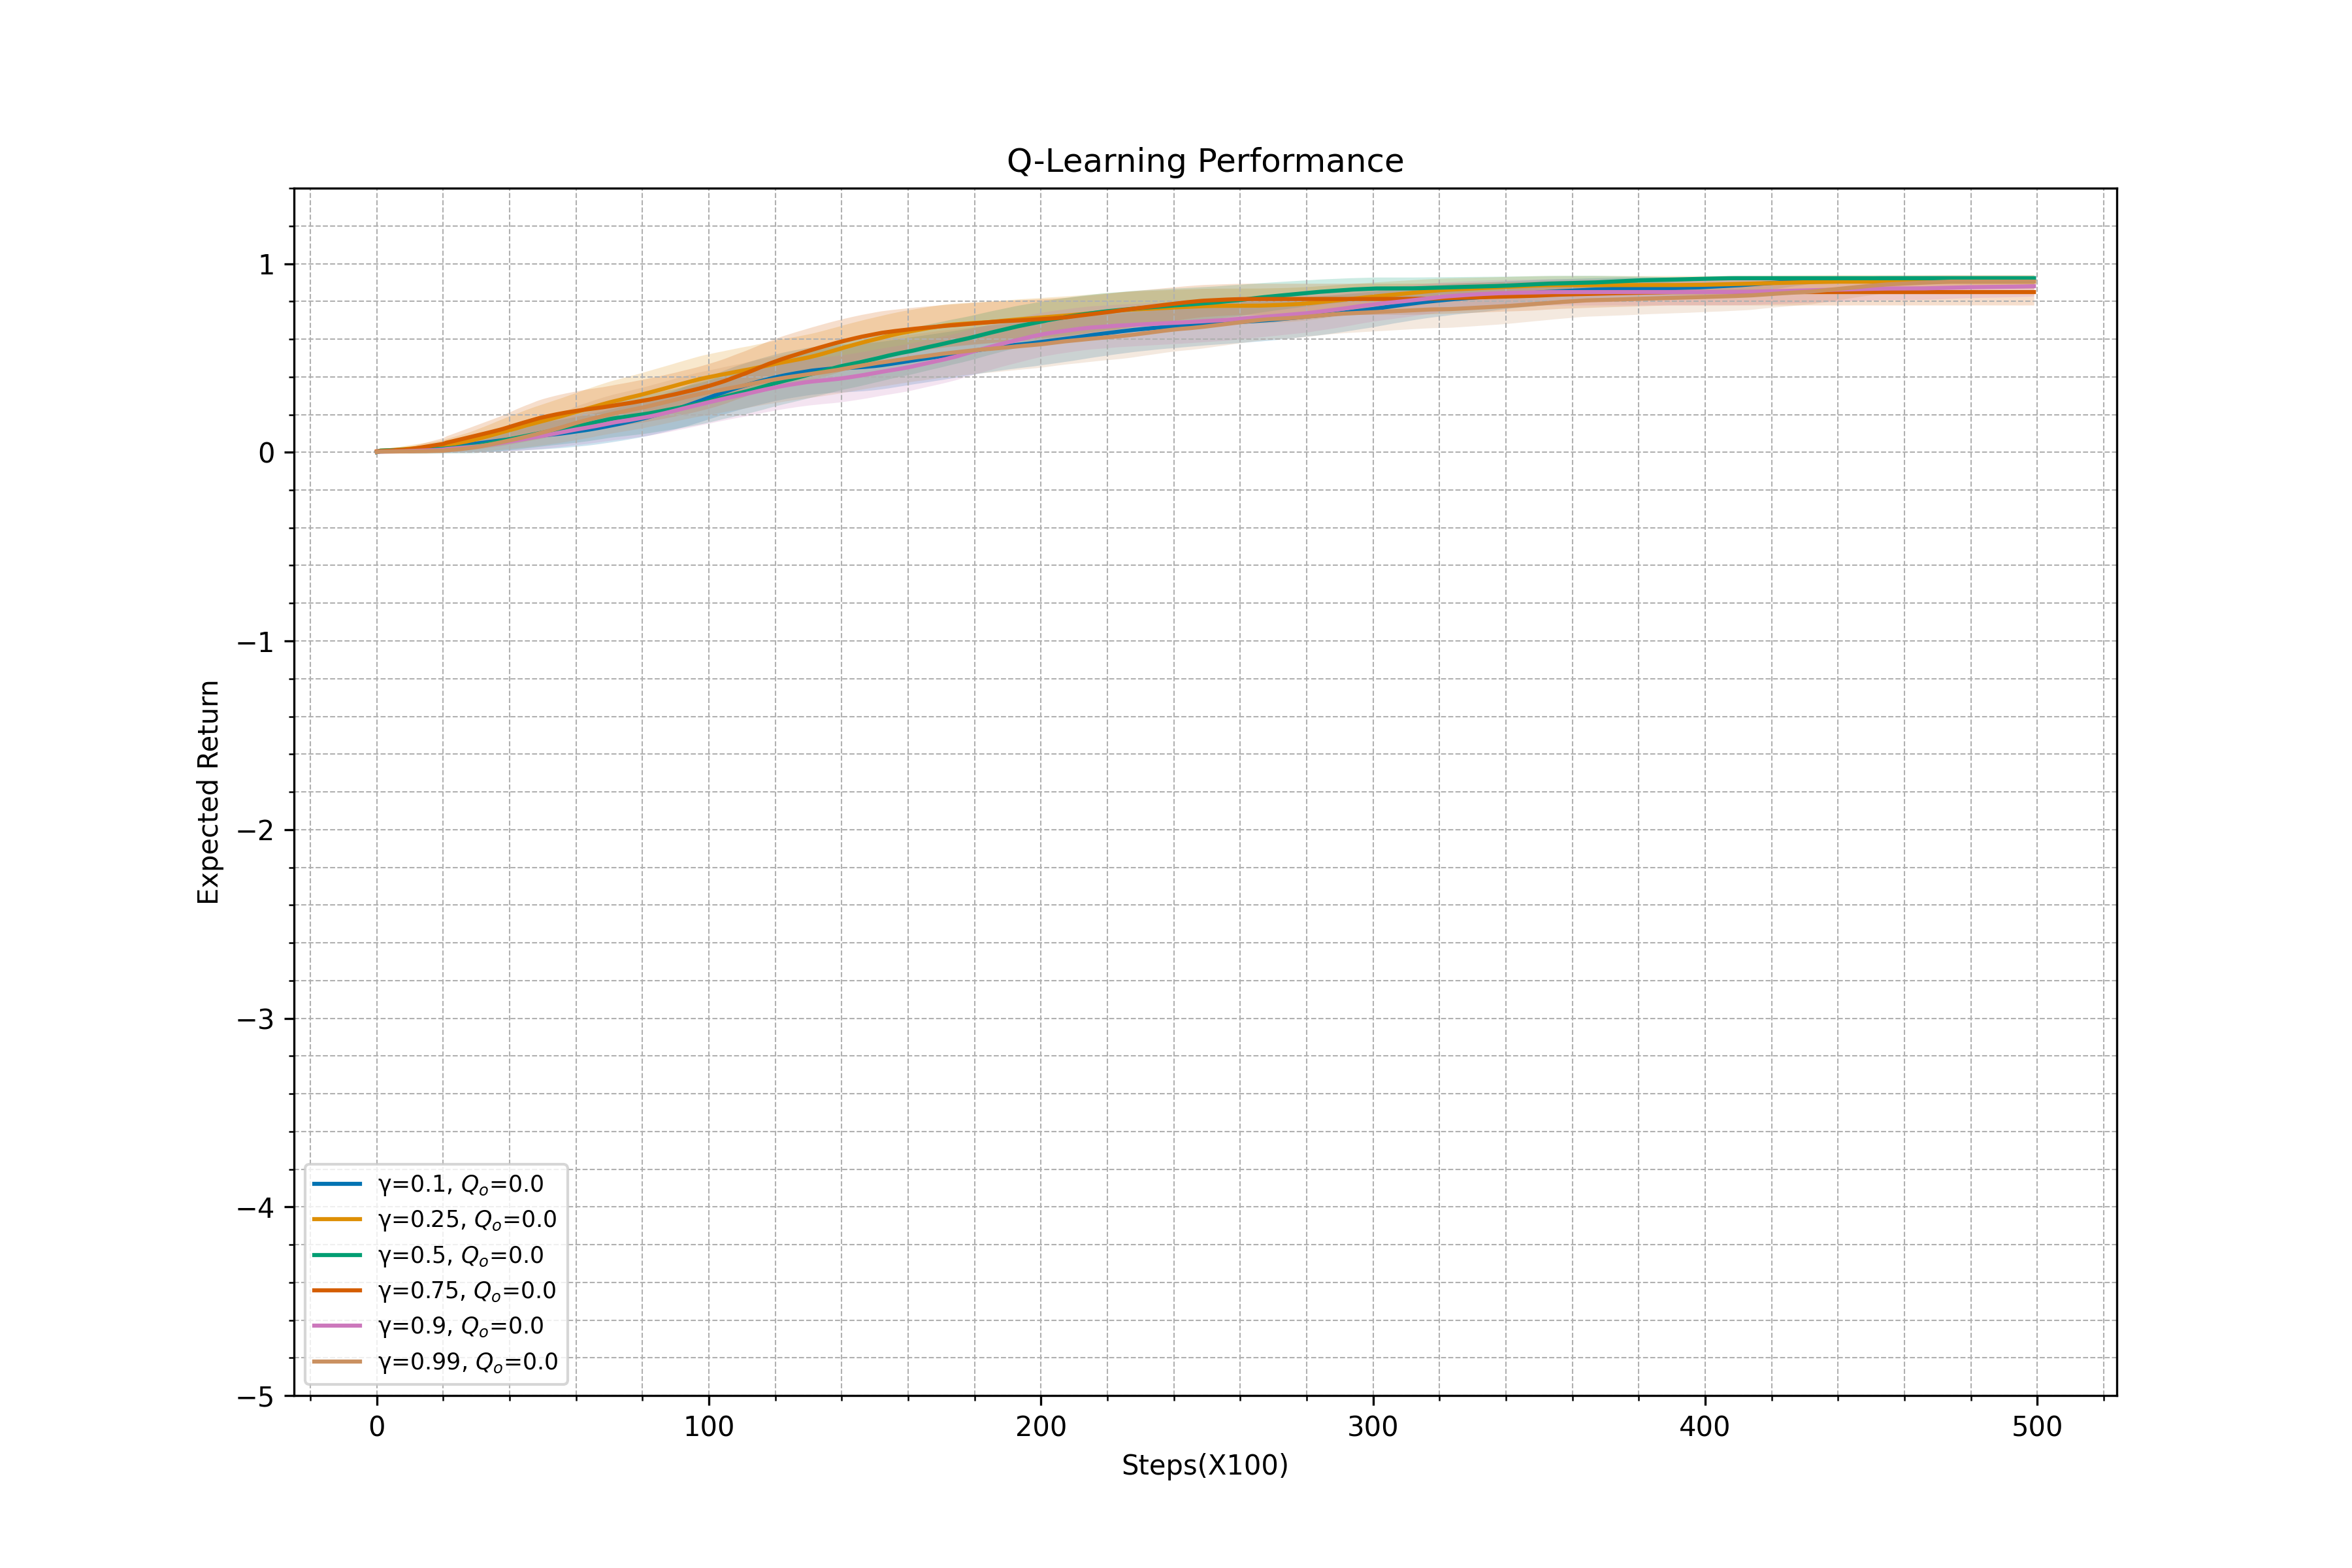 Q-Learning Performance
Expected Return
1
0
−1
−2
−3
−4
−5
γ=0.1, Qₒ=0.0
γ=0.25, Qₒ=0.0
γ=0.5, Qₒ=0.0
γ=0.75, Qₒ=0.0
γ=0.9, Qₒ=0.0
γ=0.99, Qₒ=0.0
0 100 200 300 400 500
Steps(X100)